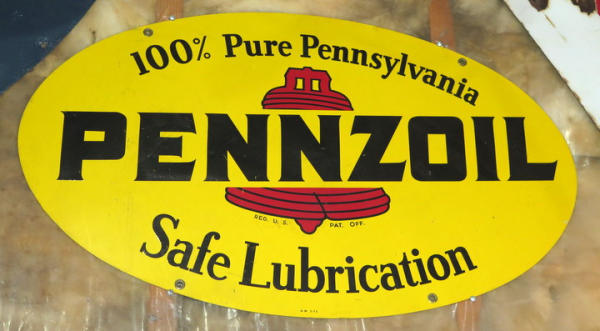 100% Pure Pennsylvania
PENNZOIL
REG. U. S. PAT. OFF.
Safe Lubrication